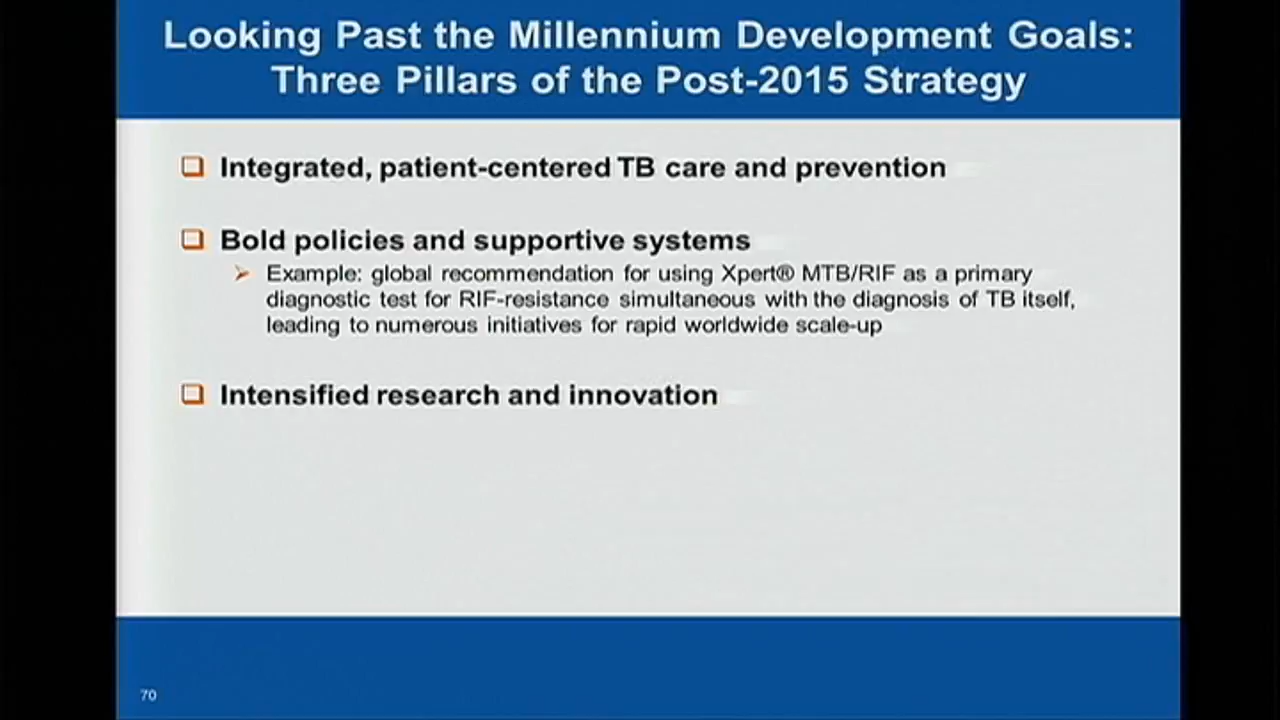 Looking Past the Millennium Development Goals:
Three Pillars of the Post-2015 Strategy
Integrated, patient-centered TB care and prevention
Bold policies and supportive systems
Example: global recommendation for using Xpert® MTB/RIF as a primary
diagnostic test for RIF-resistance simultaneous with the diagnosis of TB itself,
leading to numerous initiatives for rapid worldwide scale-up
Intensified research and innovation
70